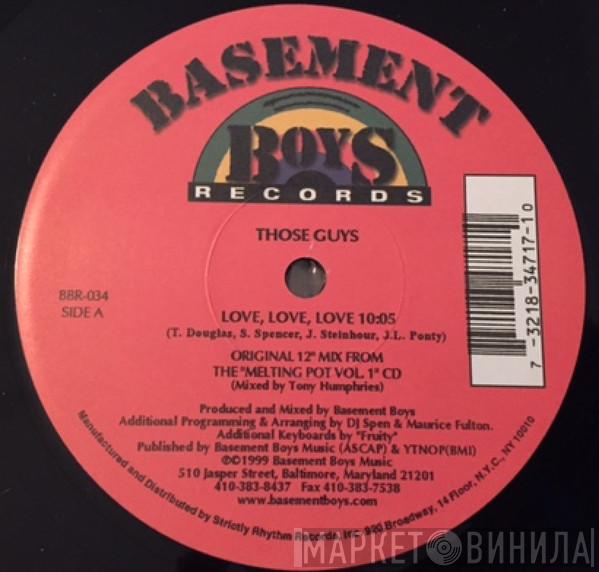 BASEMENT
BOYS
RECORDS
THOSE GUYS
BBR-034
SIDE A
LOVE, LOVE, LOVE 10:05
(T. Douglas, S. Spencer, J. Steinhour, J.L. Ponty)
ORIGINAL 12" MIX FROM
THE "MELTING POT VOL. 1" CD
(Mixed by Tony Humphries)
Produced and Mixed by Basement Boys
Additional Programming & Arranging by DJ Spen & Maurice Fulton.
Additional Keyboards by "Fruity"
Published by Basement Boys Music (ASCAP) & YTNOP(BMI)
℗©1999 Basement Boys Music
510 Jasper Street, Baltimore, Maryland 21201
410-383-8437 Fax 410-383-7538
www.basementboys.com
Manufactured and Distributed by Strictly Rhythm Records, Inc. 920 Broadway, 14 Floor, N.Y.C., NY 10010
7-3218-34717-1 0
МАРКЕТ ВИНИЛА